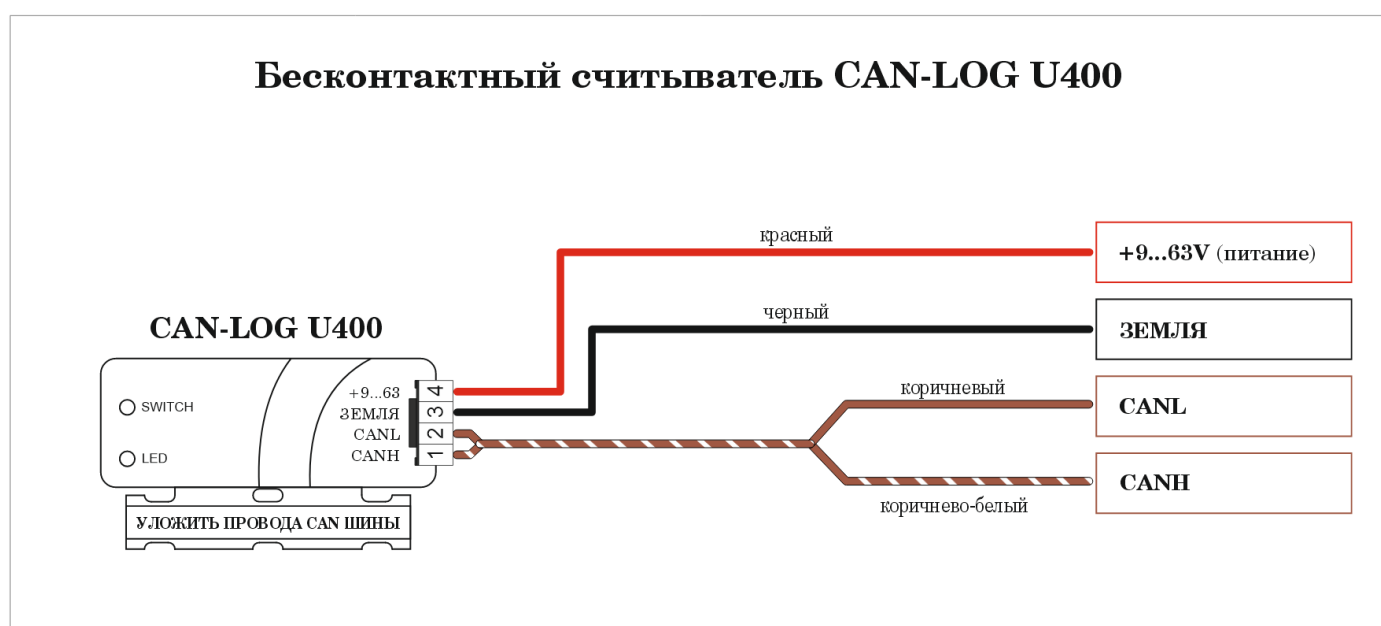 Бесконтактный считыватель CAN-LOG U400
красный
+9...63V (питание)
черный
ЗЕМЛЯ
CAN-LOG U400
коричневый
CANL
SWITCH
LED
+9...63
4
ЗЕМЛЯ
3
CANL
2
CANH
1
CANH
коричнево-белый
УЛОЖИТЬ ПРОВОДА CAN ШИНЫ